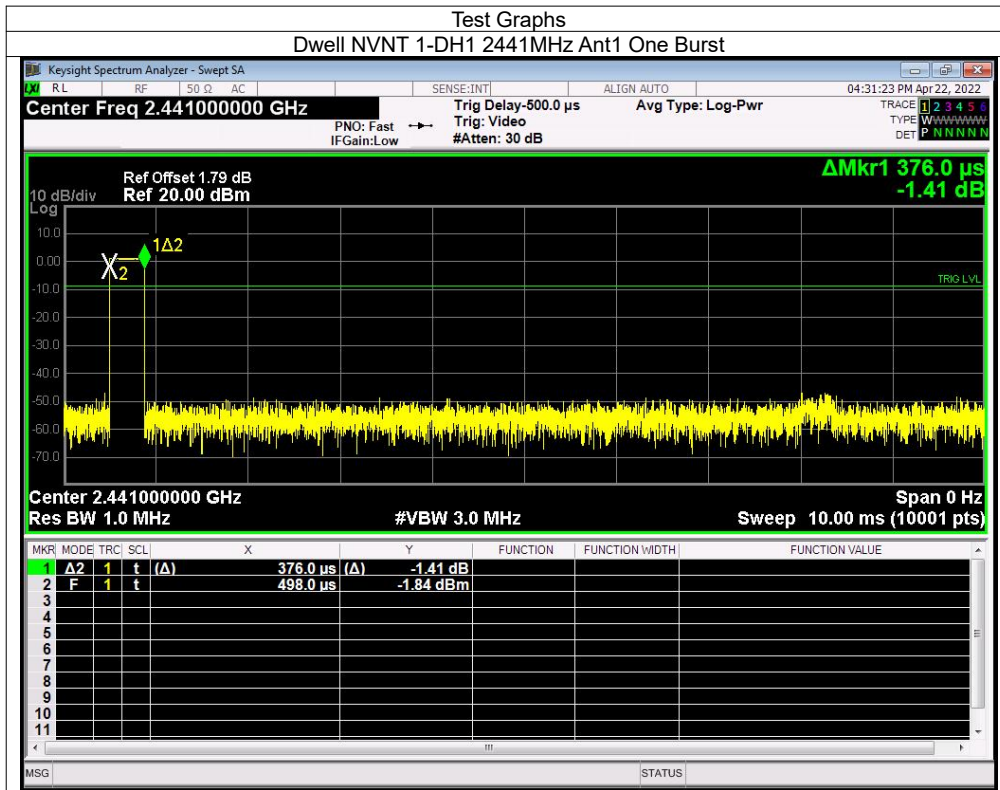 Test Graphs
Dwell NVNT 1-DH1 2441MHz Ant1 One Burst
Keysight Spectrum Analyzer - Swept SA
LXI RL RF 50 Ω AC SENSE:INT ALIGN AUTO 04:31:23 PM Apr 22, 2022
Center Freq 2.441000000 GHz Trig Delay-500.0 µs Avg Type: Log-Pwr TRACE 1 2 3 4 5 6
PNO: Fast Trig: Video TYPE WWWWWWW
IFGain:Low #Atten: 30 dB DET P N N N N N
ΔMkr1 376.0 µs
-1.41 dB
Ref Offset 1.79 dB
10 dB/div Ref 20.00 dBm
Log
10.0
1Δ2
0.00
X2
TRIG LVL
-10.0
-20.0
-30.0
-40.0
-50.0
-60.0
-70.0
Center 2.441000000 GHz Span 0 Hz
Res BW 1.0 MHz #VBW 3.0 MHz Sweep 10.00 ms (10001 pts)
MKR MODE TRC SCL X Y FUNCTION FUNCTION WIDTH FUNCTION VALUE
1 Δ2 1 t (Δ) 376.0 µs (Δ) -1.41 dB
2 F 1 t 498.0 µs -1.84 dBm
3
4
5
6
7
8
9
10
11
MSG STATUS